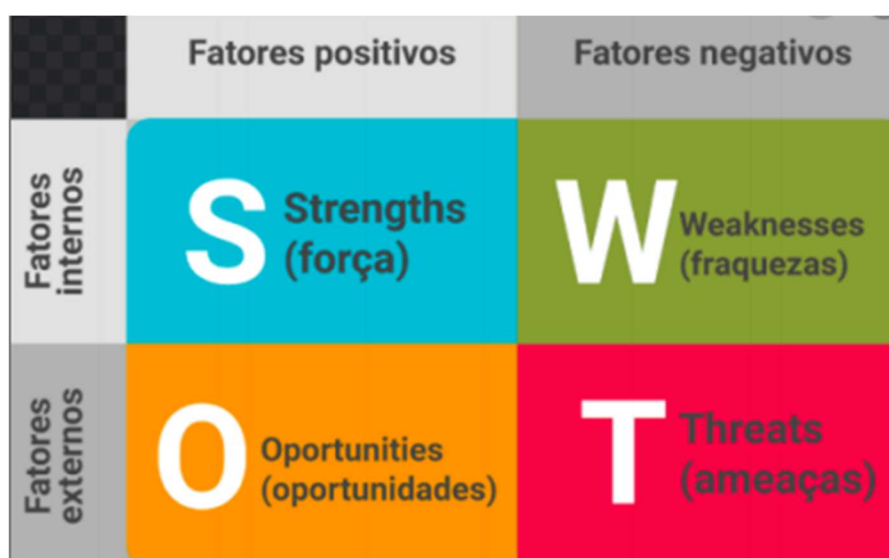 Fatores positivos
Fatores negativos
Fatores
internos
S
Strengths
(força)
W
Weaknesses
(fraquezas)
Fatores
externos
O
Oportunities
(oportunidades)
T
Threats
(ameaças)